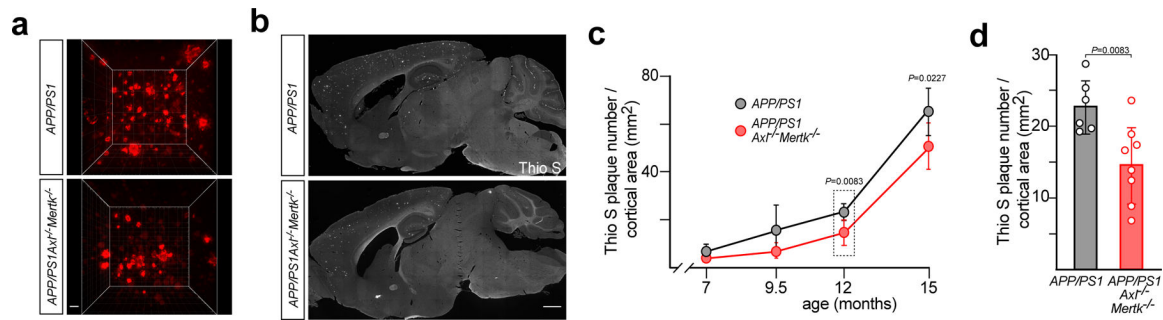 a
APP/PS1
APP/PS1Axl-/-Mertk-/-
b
APP/PS1
Thio S
APP/PS1Axl-/-Mertk-/-
c
Thio S plaque number /
cortical area (mm²)
80
40
APP/PS1
APP/PS1
Axl-/-Mertk-/-
P=0.0083
P=0.0227
7
9.5
12
15
age (months)
d
Thio S plaque number /
cortical area (mm²)
30
20
10
0
P=0.0083
APP/PS1
APP/PS1
Axl-/-
Mertk-/-